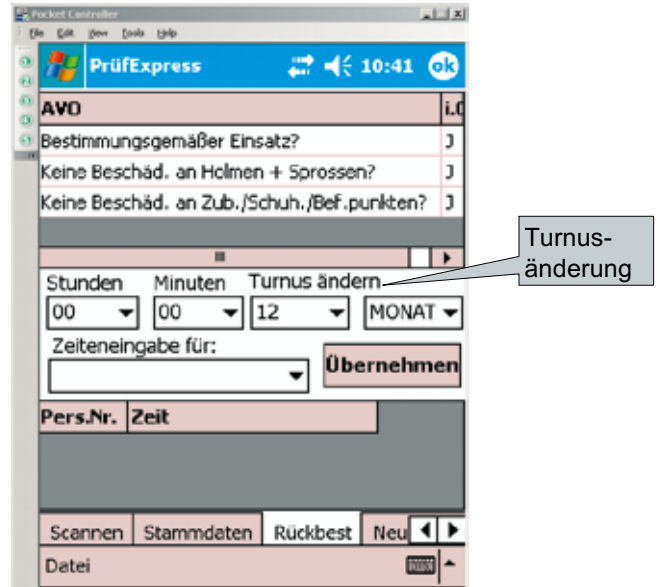 Pocket Controller
File Edit View Tools Help
PrüfExpress 10:41 ok
AVO i.O
Bestimmungsgemäßer Einsatz? J
Keine Beschäd. an Holmen + Sprossen? J
Keine Beschäd. an Zub./Schuh./Bef.punkten? J
Turnus-
änderung
Stunden Minuten Turnus ändern
00 00 12 MONAT
Zeiteneingabe für:
Übernehmen
Pers.Nr. Zeit
Scannen Stammdaten Rückbest Neu
Datei